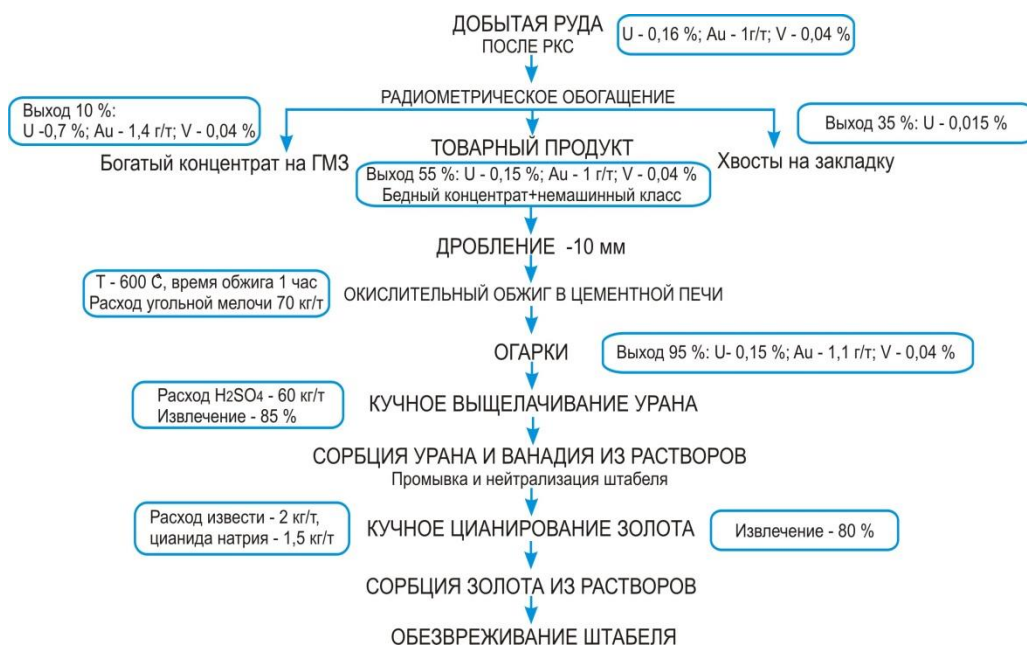 ДОБЫТАЯ РУДА
ПОСЛЕ РКС
U - 0,16 %; Au - 1г/т; V - 0,04 %
РАДИОМЕТРИЧЕСКОЕ ОБОГАЩЕНИЕ
Выход 10 %:
U -0,7 %; Au - 1,4 г/т; V - 0,04 %
Богатый концентрат на ГМЗ
ТОВАРНЫЙ ПРОДУКТ
Выход 55 %: U - 0,15 %; Au - 1 г/т; V - 0,04 %
Бедный концентрат+немашинный класс
Выход 35 %: U - 0,015 %
Хвосты на закладку
ДРОБЛЕНИЕ -10 мм
Т - 600 С, время обжига 1 час
Расход угольной мелочи 70 кг/т
ОКИСЛИТЕЛЬНЫЙ ОБЖИГ В ЦЕМЕНТНОЙ ПЕЧИ
ОГАРКИ
Выход 95 %: U- 0,15 %; Au - 1,1 г/т; V - 0,04 %
Расход H2SO4 - 60 кг/т
Извлечение - 85 %
КУЧНОЕ ВЫЩЕЛАЧИВАНИЕ УРАНА
СОРБЦИЯ УРАНА И ВАНАДИЯ ИЗ РАСТВОРОВ
Промывка и нейтрализация штабеля
Расход извести - 2 кг/т,
цианида натрия - 1,5 кг/т
КУЧНОЕ ЦИАНИРОВАНИЕ ЗОЛОТА
Извлечение - 80 %
СОРБЦИЯ ЗОЛОТА ИЗ РАСТВОРОВ
ОБЕЗВРЕЖИВАНИЕ ШТАБЕЛЯ